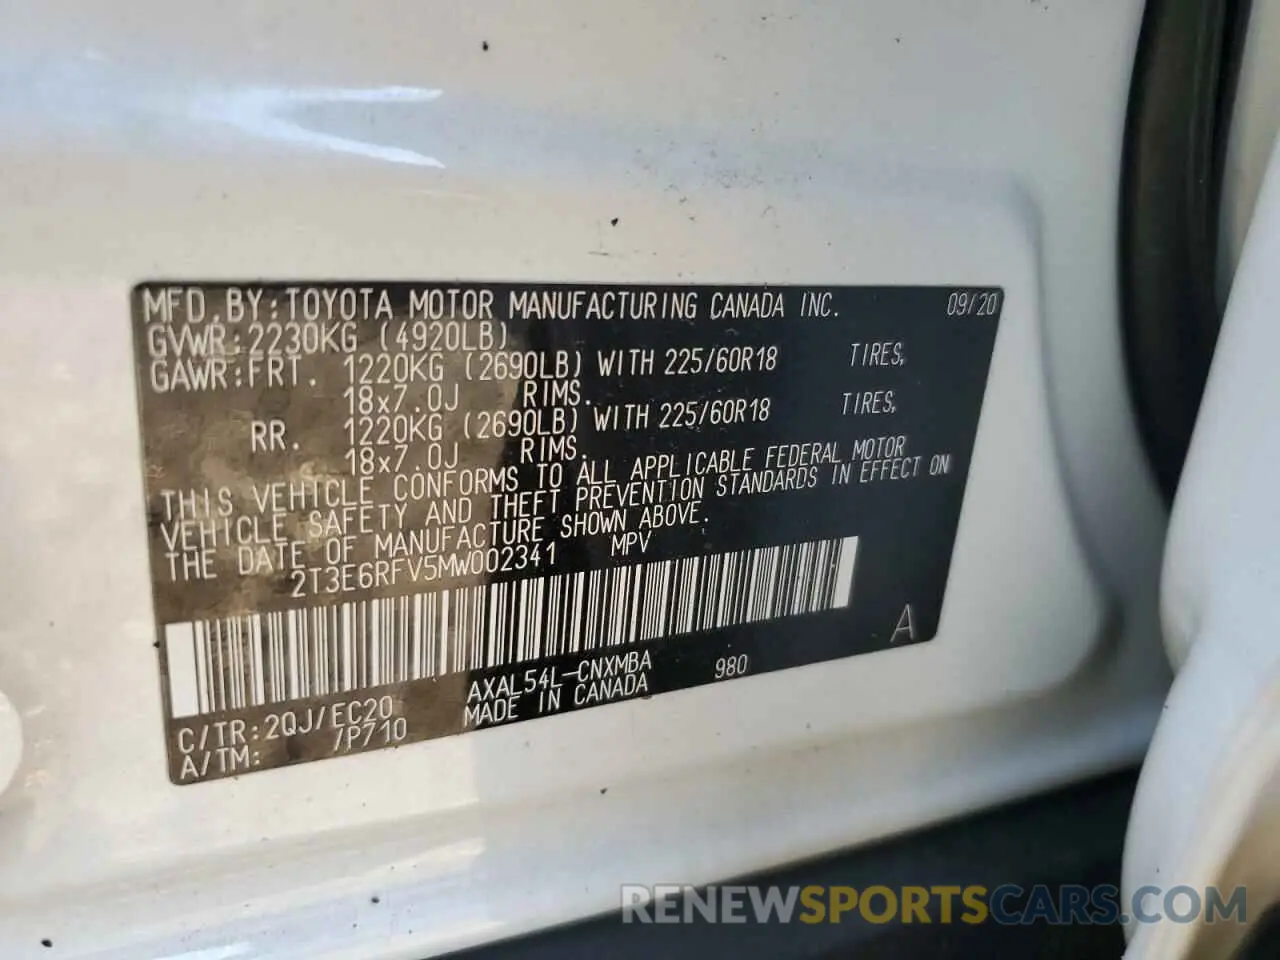 MFD.BY:TOYOTA MOTOR MANUFACTURING CANADA INC. 09/20
GVWR:2230KG (4920LB)
GAWR:FRT. 1220KG (2690LB) WITH 225/60R18 TIRES,
18x7.0J RIMS.
RR. 1220KG (2690LB) WITH 225/60R18 TIRES,
18x7.0J RIMS.
THIS VEHICLE CONFORMS TO ALL APPLICABLE FEDERAL MOTOR
VEHICLE SAFETY AND THEFT PREVENTION STANDARDS IN EFFECT ON
THE DATE OF MANUFACTURE SHOWN ABOVE.
2T3E6RFV5MW002341 MPV
A
C/TR:2QJ/EC20 AXAL54L-CNXMBA 980
A/TM: /P710 MADE IN CANADA
RENEWSPORTSCARS.COM